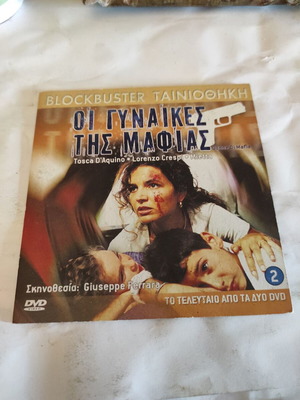 BLOCKBUSTER ΤΑΙΝΙΟΘΗΚΗ
ΟΙ ΓΥΝΑΙΚΕΣ
ΤΗΣ ΜΑΦΙΑΣ
Tosca D'Aquino • Lorenzo Crespi
2
Σκηνοθεσία: Giuseppe Ferrara
DVD
VIDEO
ΤΟ ΤΕΛΕΥΤΑΙΟ ΑΠΟ ΤΑ ΔΥΟ DVD